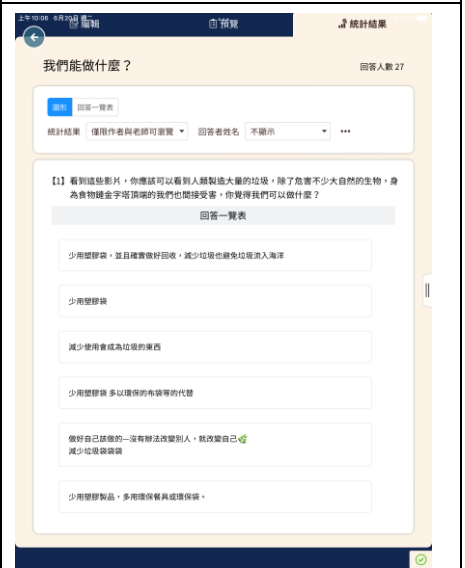 上午10:06 6月20日 週二
編輯
預覽
統計結果
我們能做什麼？
回答人數 27
圖形
回答一覽表
統計結果
僅限作者與老師可瀏覽
回答者姓名
不顯示
【1】看到這些影片，你應該可以看到人類製造大量的垃圾，除了危害不少大自然的生物，身
為食物鏈金字塔頂端的我們也間接受害，你覺得我們可以做什麼？
回答一覽表
少用塑膠袋，並且確實做好回收，減少垃圾也避免垃圾流入海洋
少用塑膠袋
減少使用會成為垃圾的東西
少用塑膠袋 多以環保的布袋等的代替
做好自己該做的—沒有辦法改變別人，就改變自己🌿
減少垃圾袋袋袋
少用塑膠製品，多用環保餐具或環保袋。